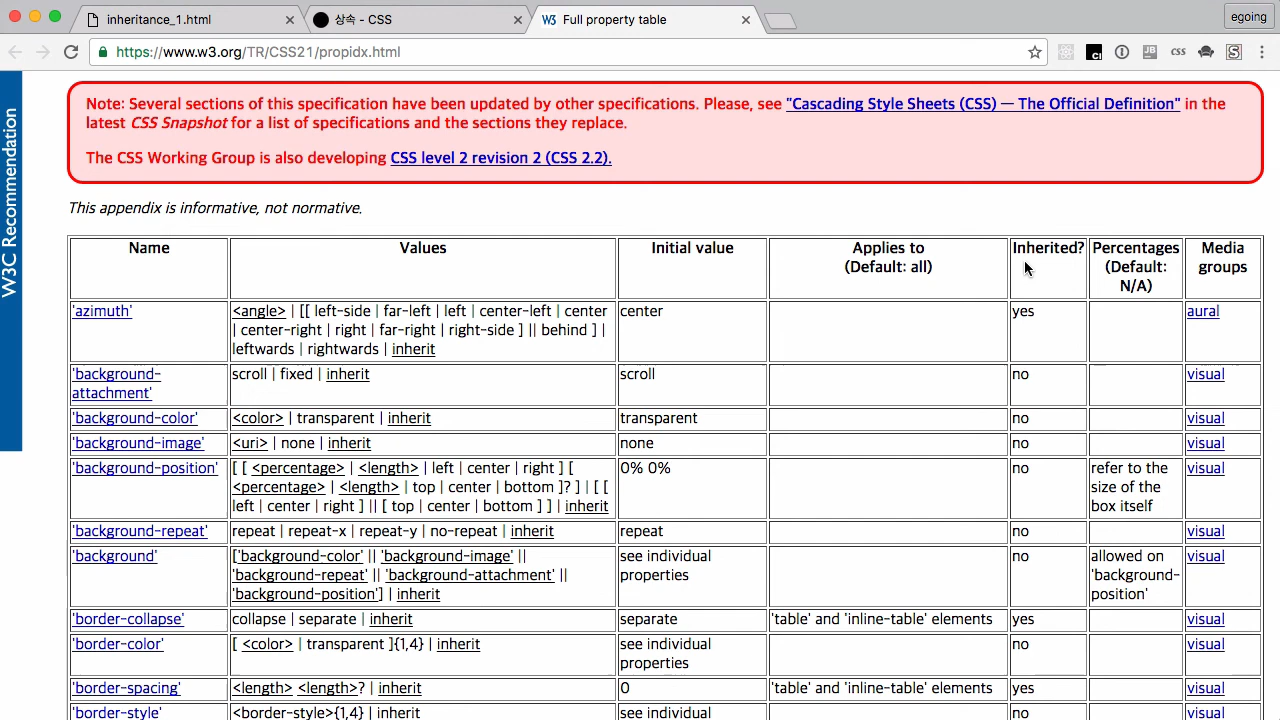 inheritance_1.html
상속 - CSS
W3 Full property table
egoing
https://www.w3.org/TR/CSS21/propidx.html
JB
css
S
W3C Recommendation
Note: Several sections of this specification have been updated by other specifications. Please, see "Cascading Style Sheets (CSS) — The Official Definition" in the
latest CSS Snapshot for a list of specifications and the sections they replace.
The CSS Working Group is also developing CSS level 2 revision 2 (CSS 2.2).
This appendix is informative, not normative.
Name Values Initial value Applies to Inherited? Percentages Media
(Default: all) (Default: groups
N/A)
'azimuth' <angle> | [[ left-side | far-left | left | center-left | center center yes aural
| center-right | right | far-right | right-side ] || behind ] |
leftwards | rightwards | inherit
'background- scroll | fixed | inherit scroll no visual
attachment'
'background-color' <color> | transparent | inherit transparent no visual
'background-image' <uri> | none | inherit none no visual
'background-position' [ [ <percentage> | <length> | left | center | right ] [ 0% 0% no refer to the visual
<percentage> | <length> | top | center | bottom ]? ] | [ [ size of the
left | center | right ] || [ top | center | bottom ] ] | inherit box itself
'background-repeat' repeat | repeat-x | repeat-y | no-repeat | inherit repeat no visual
'background' ['background-color' || 'background-image' || see individual no allowed on visual
'background-repeat' || 'background-attachment' || properties 'background-
'background-position'] | inherit position'
'border-collapse' collapse | separate | inherit separate 'table' and 'inline-table' elements yes visual
'border-color' [ <color> | transparent ]{1,4} | inherit see individual no visual
properties
'border-spacing' <length> <length>? | inherit 0 'table' and 'inline-table' elements yes visual
'border-style' <border-style>{1,4} | inherit see individual no visual